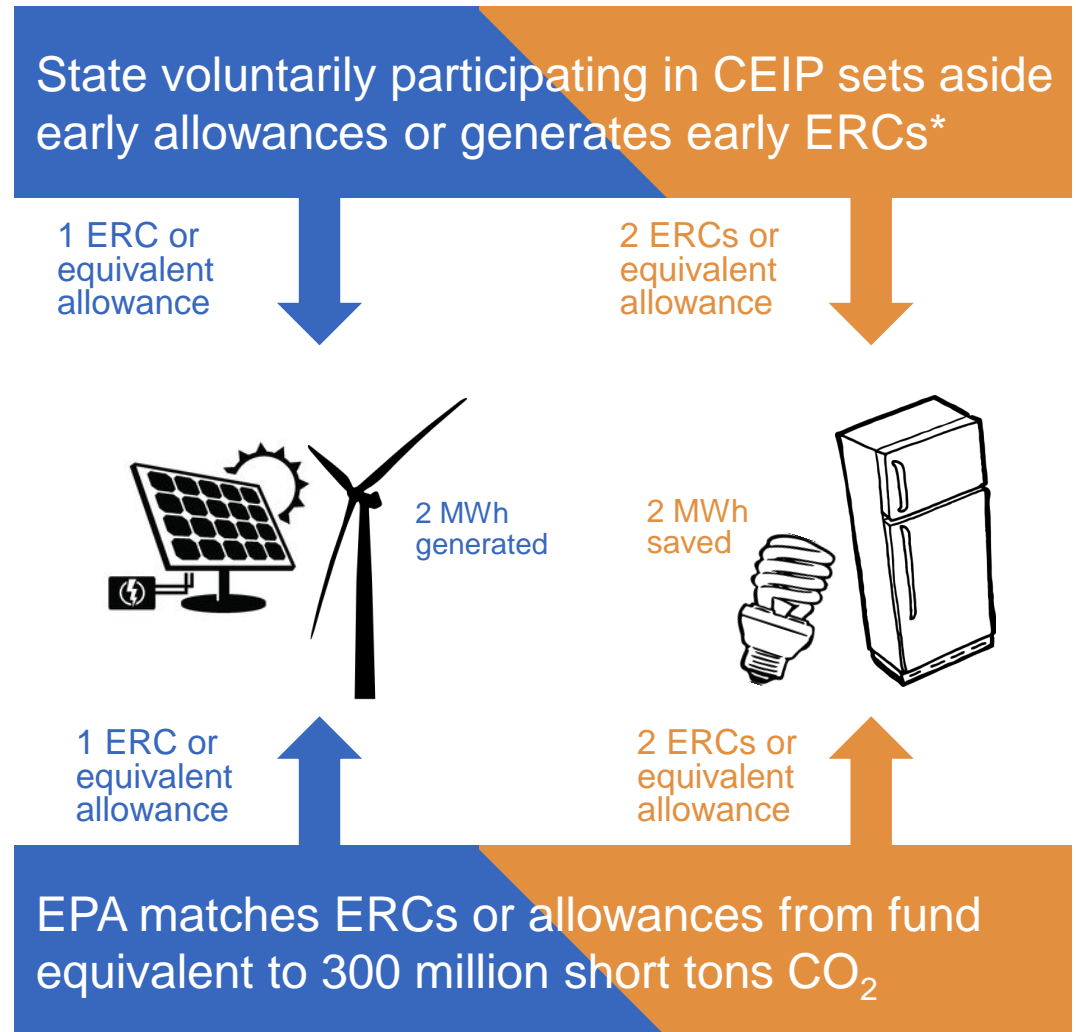 State voluntarily participating in CEIP sets aside
early allowances or generates early ERCs*
1 ERC or
equivalent
allowance
2 ERCs or
equivalent
allowance
2 MWh
generated
2 MWh
saved
1 ERC or
equivalent
allowance
2 ERCs or
equivalent
allowance
EPA matches ERCs or allowances from fund
equivalent to 300 million short tons CO₂